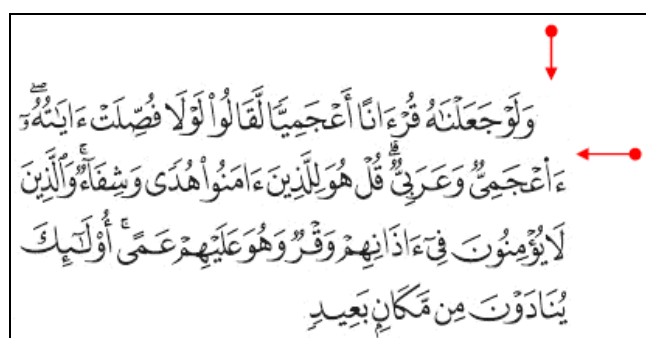 وَلَوْ جَعَلْنَٰهُ قُرْءَانًا أَعْجَمِيًّا لَّقَالُوا۟ لَوْلَا فُصِّلَتْ ءَايَٰتُهُۥٓ ۖ
ءَا۬عْجَمِىٌّ وَعَرَبِىٌّ ۗ قُلْ هُوَ لِلَّذِينَ ءَامَنُوا۟ هُدًى وَشِفَآءٌ ۚ وَٱلَّذِينَ
لَا يُؤْمِنُونَ فِىٓ ءَاذَانِهِمْ وَقْرٌ وَهُوَ عَلَيْهِمْ عَمًى ۚ أُو۟لَٰٓئِكَ
يُنَادَوْنَ مِن مَّكَانٍۭ بَعِيدٍ